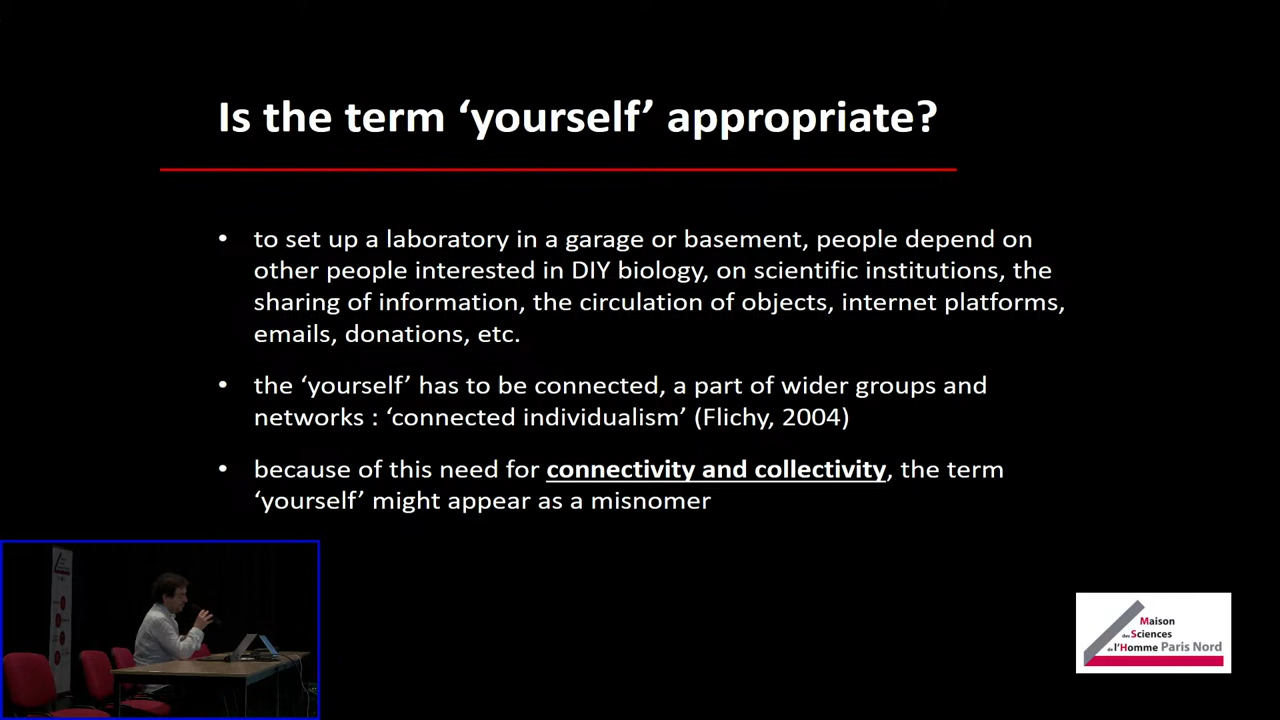 Is the term ‘yourself’ appropriate?
• to set up a laboratory in a garage or basement, people depend on
other people interested in DIY biology, on scientific institutions, the
sharing of information, the circulation of objects, internet platforms,
emails, donations, etc.
• the ‘yourself’ has to be connected, a part of wider groups and
networks : ‘connected individualism’ (Flichy, 2004)
• because of this need for connectivity and collectivity, the term
‘yourself’ might appear as a misnomer
Maison
des Sciences
de l'Homme Paris Nord